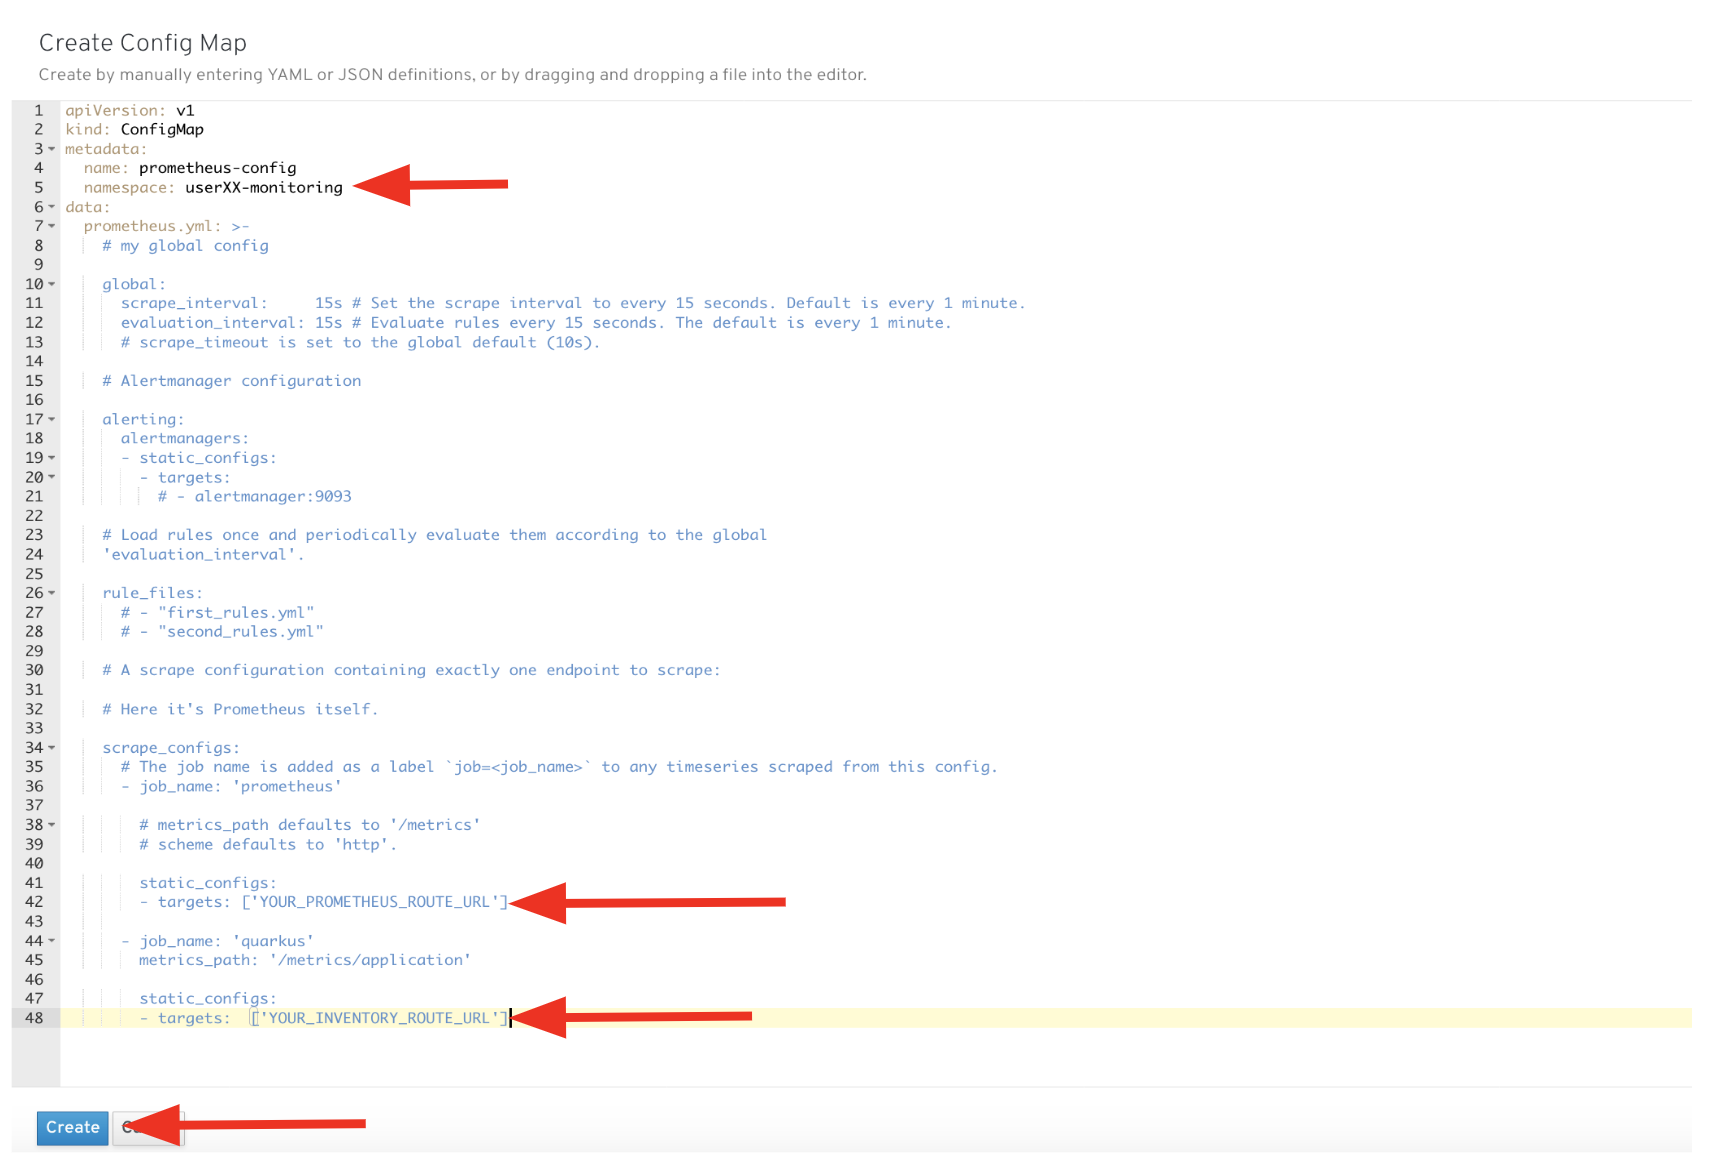 Create Config Map
Create by manually entering YAML or JSON definitions, or by dragging and dropping a file into the editor.
1 apiVersion: v1
2 kind: ConfigMap
3 metadata:
4 name: prometheus-config
5 namespace: userXX-monitoring
6 data:
7 prometheus.yml: >-
8 # my global config
9
10 global:
11 scrape_interval:     15s # Set the scrape interval to every 15 seconds. Default is every 1 minute.
12 evaluation_interval: 15s # Evaluate rules every 15 seconds. The default is every 1 minute.
13 # scrape_timeout is set to the global default (10s).
14
15 # Alertmanager configuration
16
17 alerting:
18 alertmanagers:
19 - static_configs:
20 - targets:
21 # - alertmanager:9093
22
23 # Load rules once and periodically evaluate them according to the global
24 'evaluation_interval'.
25
26 rule_files:
27 # - "first_rules.yml"
28 # - "second_rules.yml"
29
30 # A scrape configuration containing exactly one endpoint to scrape:
31
32 # Here it's Prometheus itself.
33
34 scrape_configs:
35 # The job name is added as a label `job=<job_name>` to any timeseries scraped from this config.
36 - job_name: 'prometheus'
37
38 # metrics_path defaults to '/metrics'
39 # scheme defaults to 'http'.
40
41 static_configs:
42 - targets: ['YOUR_PROMETHEUS_ROUTE_URL']
43
44 - job_name: 'quarkus'
45 metrics_path: '/metrics/application'
46
47 static_configs:
48 - targets:  ['YOUR_INVENTORY_ROUTE_URL']
Create